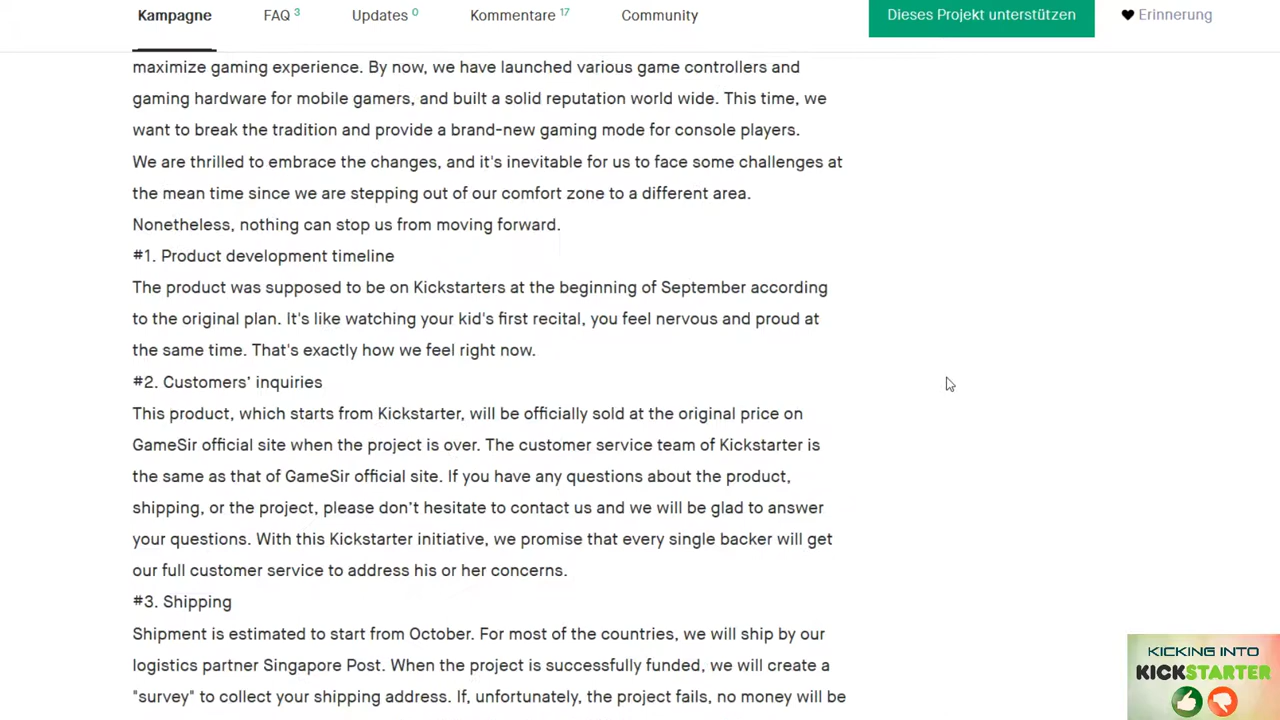 Kampagne FAQ 3 Updates 0 Kommentare 17 Community Dieses Projekt unterstützen Erinnerung
maximize gaming experience. By now, we have launched various game controllers and
gaming hardware for mobile gamers, and built a solid reputation world wide. This time, we
want to break the tradition and provide a brand-new gaming mode for console players.
We are thrilled to embrace the changes, and it's inevitable for us to face some challenges at
the mean time since we are stepping out of our comfort zone to a different area.
Nonetheless, nothing can stop us from moving forward.
#1. Product development timeline
The product was supposed to be on Kickstarters at the beginning of September according
to the original plan. It's like watching your kid's first recital, you feel nervous and proud at
the same time. That's exactly how we feel right now.
#2. Customers’ inquiries
This product, which starts from Kickstarter, will be officially sold at the original price on
GameSir official site when the project is over. The customer service team of Kickstarter is
the same as that of GameSir official site. If you have any questions about the product,
shipping, or the project, please don’t hesitate to contact us and we will be glad to answer
your questions. With this Kickstarter initiative, we promise that every single backer will get
our full customer service to address his or her concerns.
#3. Shipping
Shipment is estimated to start from October. For most of the countries, we will ship by our
logistics partner Singapore Post. When the project is successfully funded, we will create a
"survey" to collect your shipping address. If, unfortunately, the project fails, no money will be
KICKING INTO
KICKSTARTER